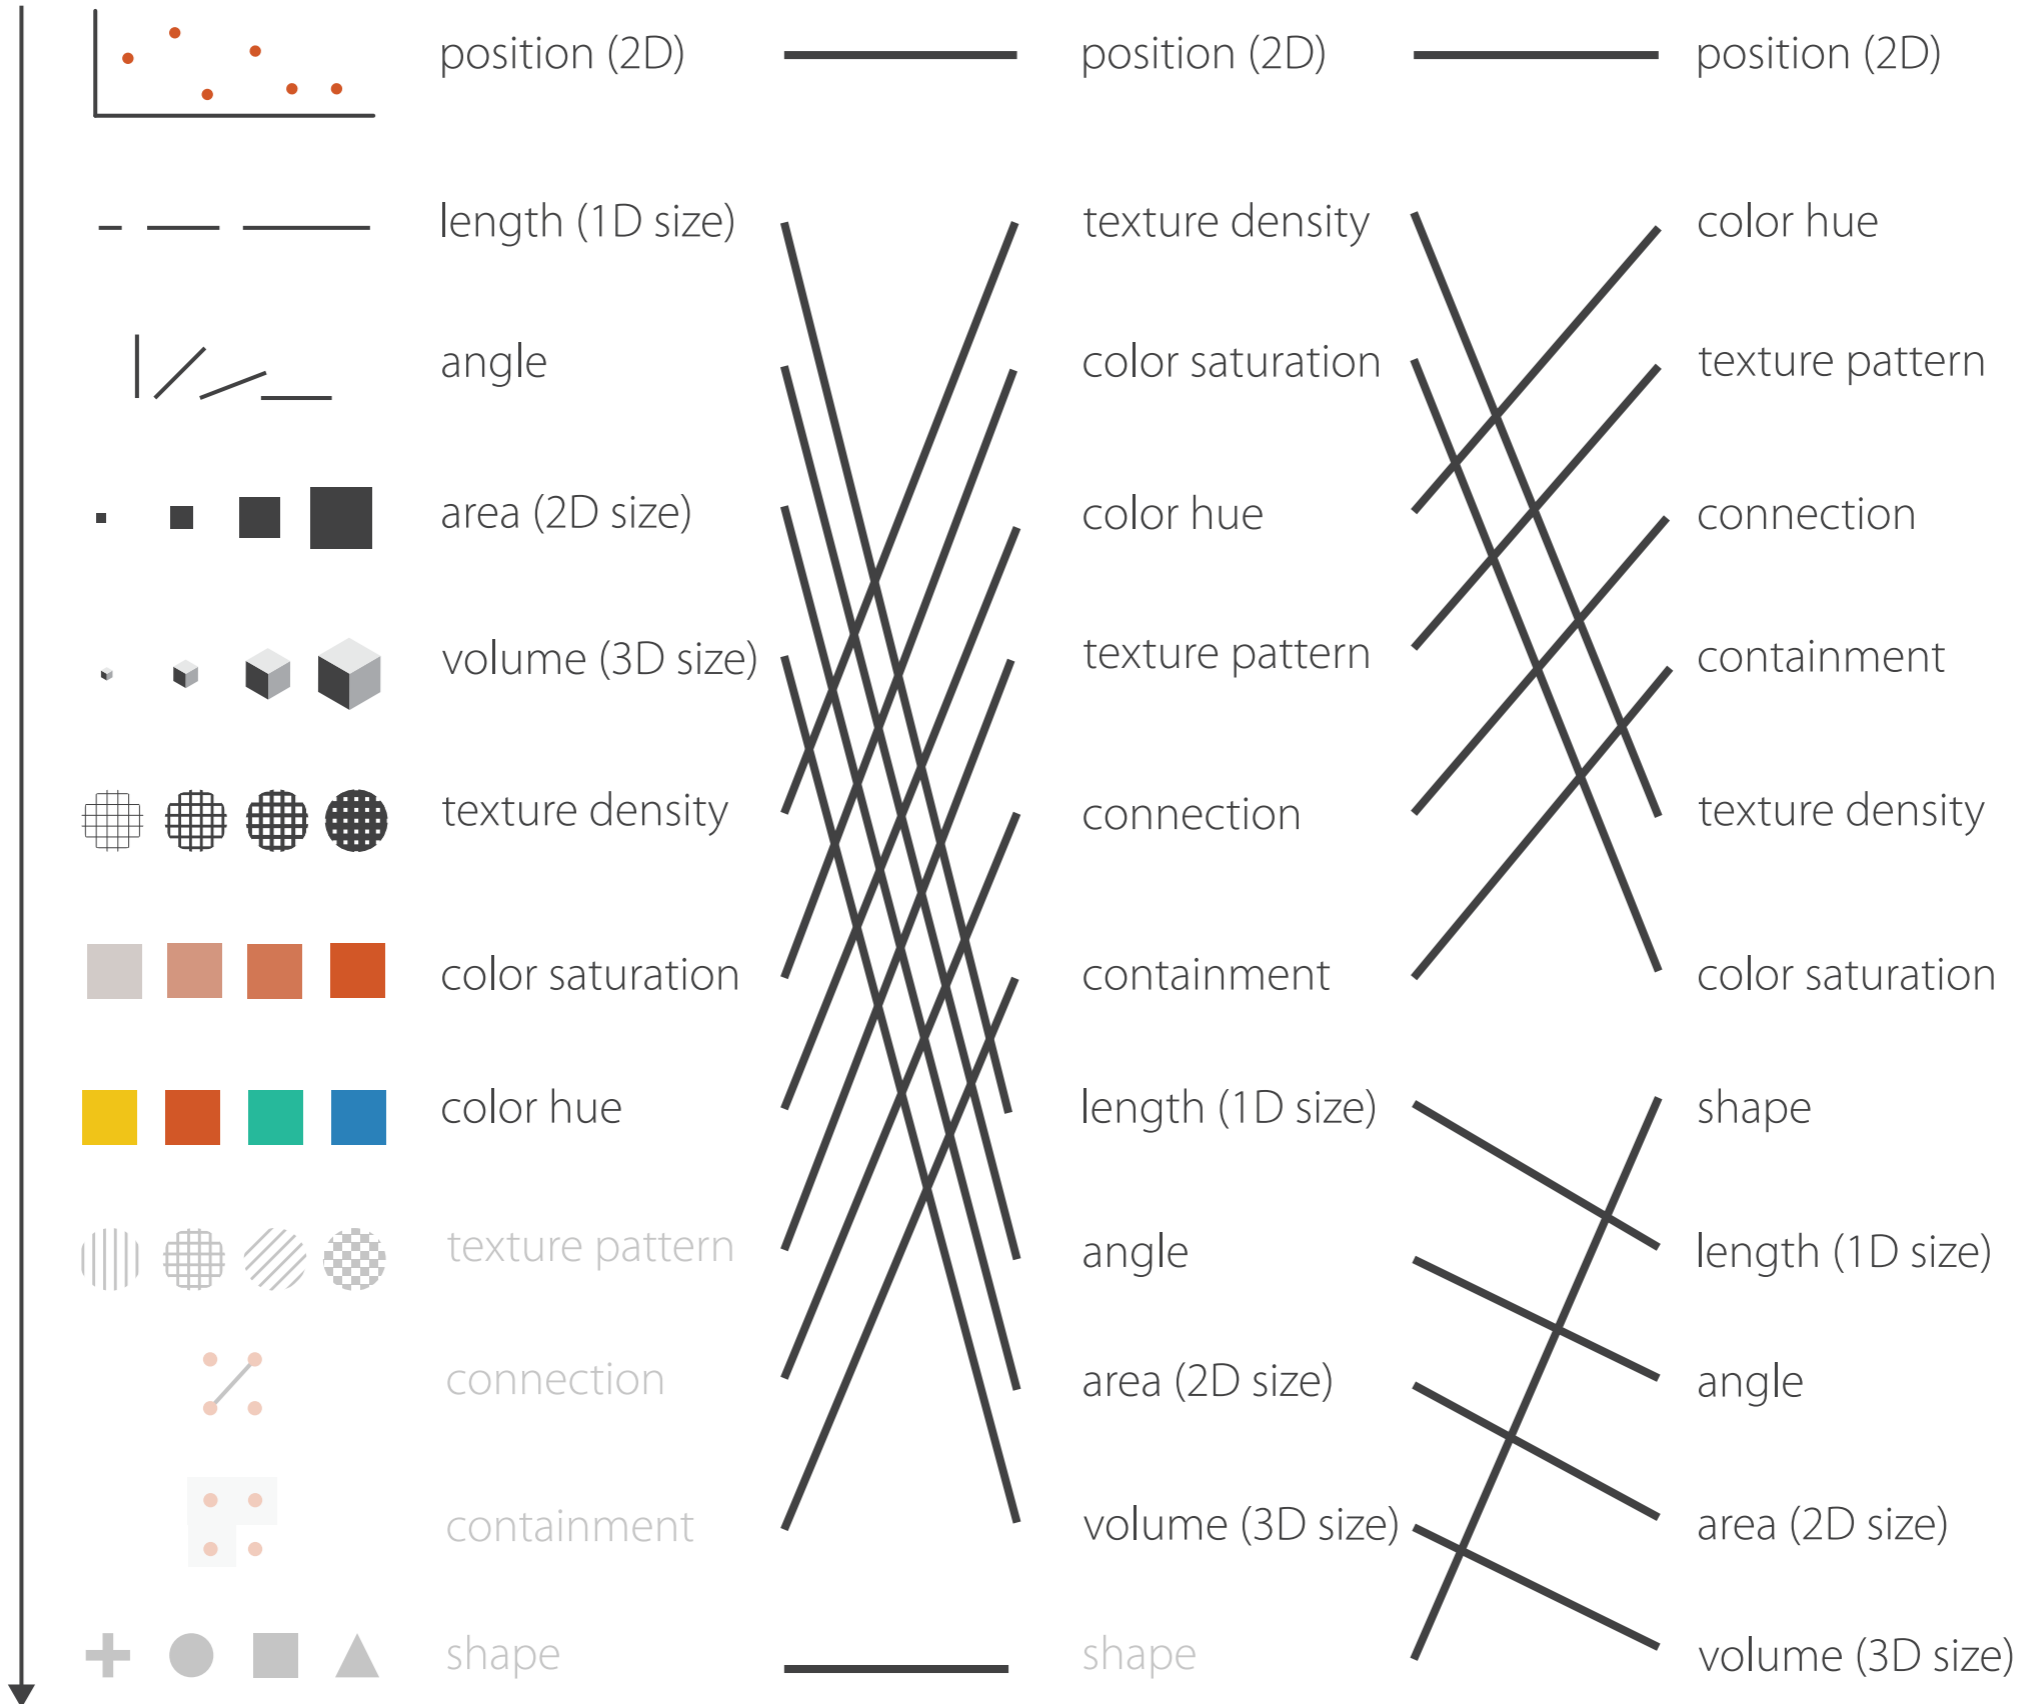 position (2D) position (2D) position (2D)
length (1D size) texture density color hue
angle color saturation texture pattern
area (2D size) color hue connection
volume (3D size) texture pattern containment
texture density connection texture density
color saturation containment color saturation
color hue length (1D size) shape
texture pattern angle length (1D size)
connection area (2D size) angle
containment volume (3D size) area (2D size)
shape shape volume (3D size)